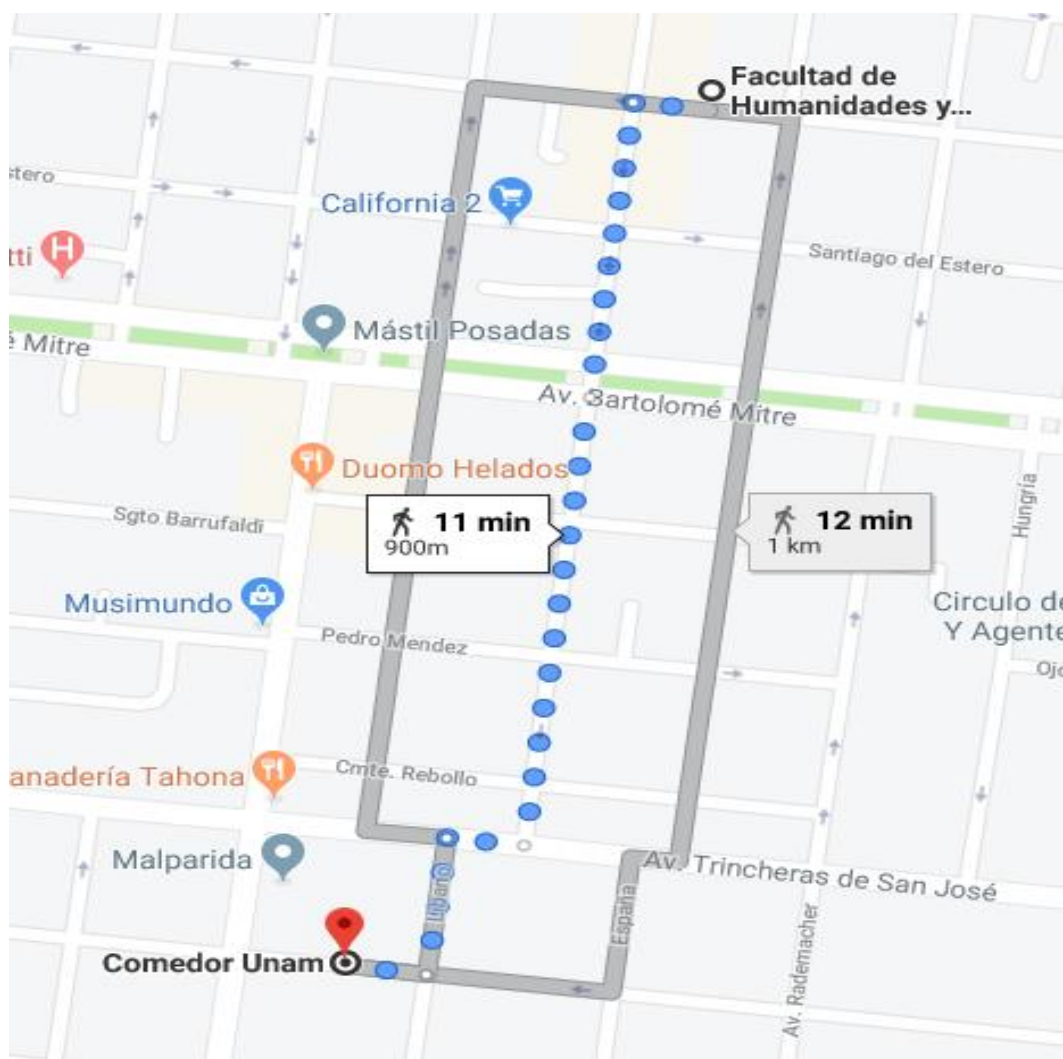 Facultad de
Humanidades y...
stero
California 2
H
tti
Santiago del Estero
Mástil Posadas
é Mitre
Av. Bartolomé Mitre
Duomo Helados
Sgto Barrufaldi
11 min
900m
12 min
1 km
Hungría
Musimundo
Circulo de
Y Agente
Pedro Mendez
Ojo
anadería Tahona
Cmte. Rebollo
Malparida
Av. Trincheras de San José
Líbano
España
Av. Rademacher
Comedor Unam